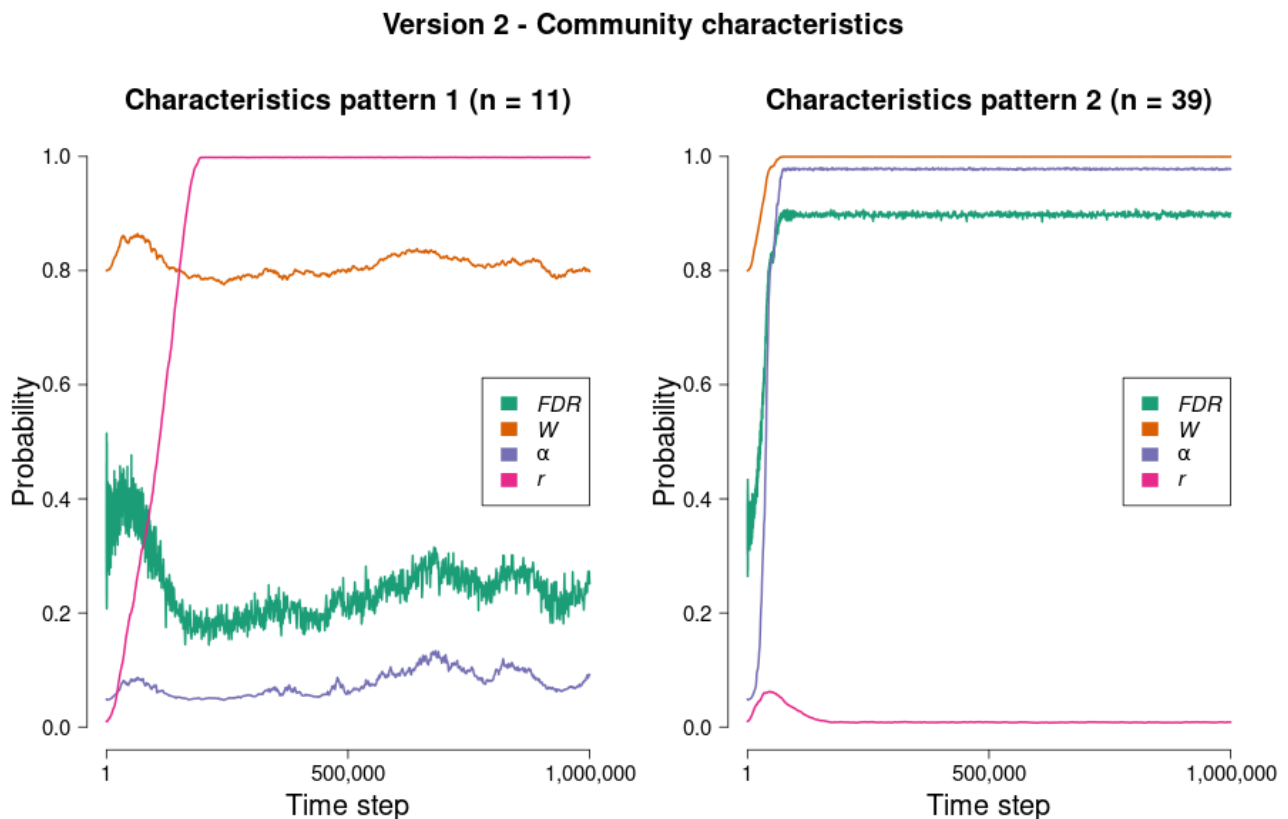 Version 2 - Community characteristics
Characteristics pattern 1 (n = 11)
1.0
0.8
0.6
0.4
0.2
0.0
Probability
FDR
W
α
r
1
500,000
1,000,000
Time step
Characteristics pattern 2 (n = 39)
1.0
0.8
0.6
0.4
0.2
0.0
Probability
FDR
W
α
r
1
500,000
1,000,000
Time step